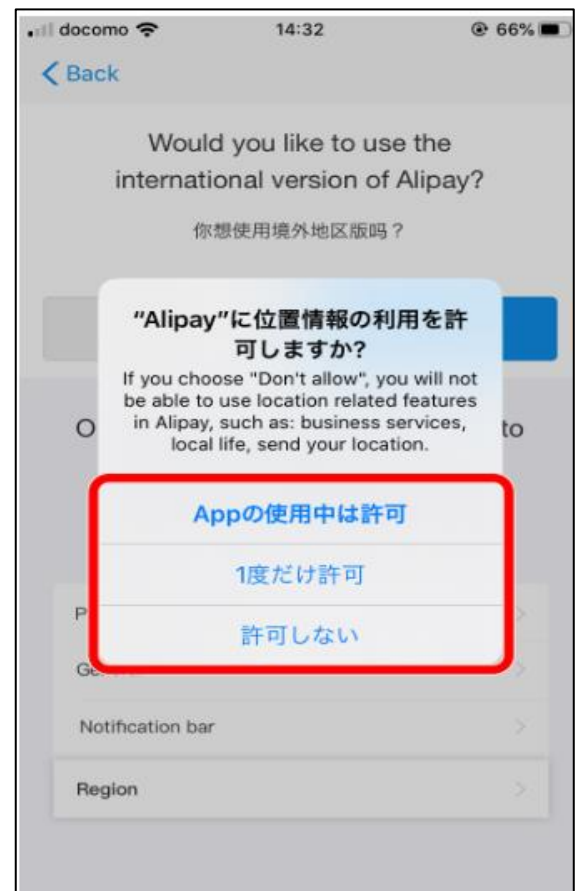 docomo 14:32 66%
Back
Would you like to use the
international version of Alipay?
你想使用境外地区版吗？
“Alipay”に位置情報の利用を許
可しますか?
If you choose "Don't allow", you will not
be able to use location related features
in Alipay, such as: business services,
local life, send your location.
O to
Appの使用中は許可
1度だけ許可
P
許可しない
Ge
Notification bar
Region